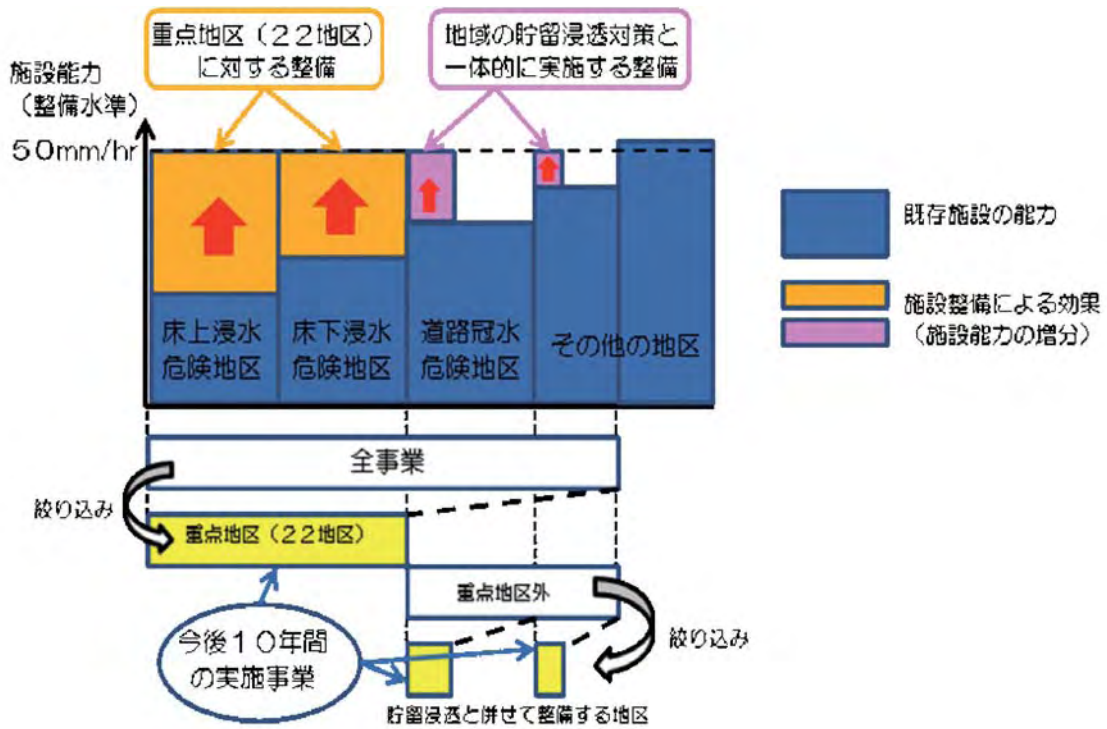 重点地区（２２地区）
に対する整備
地域の貯留浸透対策と
一体的に実施する整備
施設能力
（整備水準）
５０mm/hr
既存施設の能力
施設整備による効果
（施設能力の増分）
床上浸水
危険地区
床下浸水
危険地区
道路冠水
危険地区
その他の地区
全事業
絞り込み
重点地区（２２地区）
重点地区外
絞り込み
今後１０年間
の実施事業
貯留浸透と併せて整備する地区